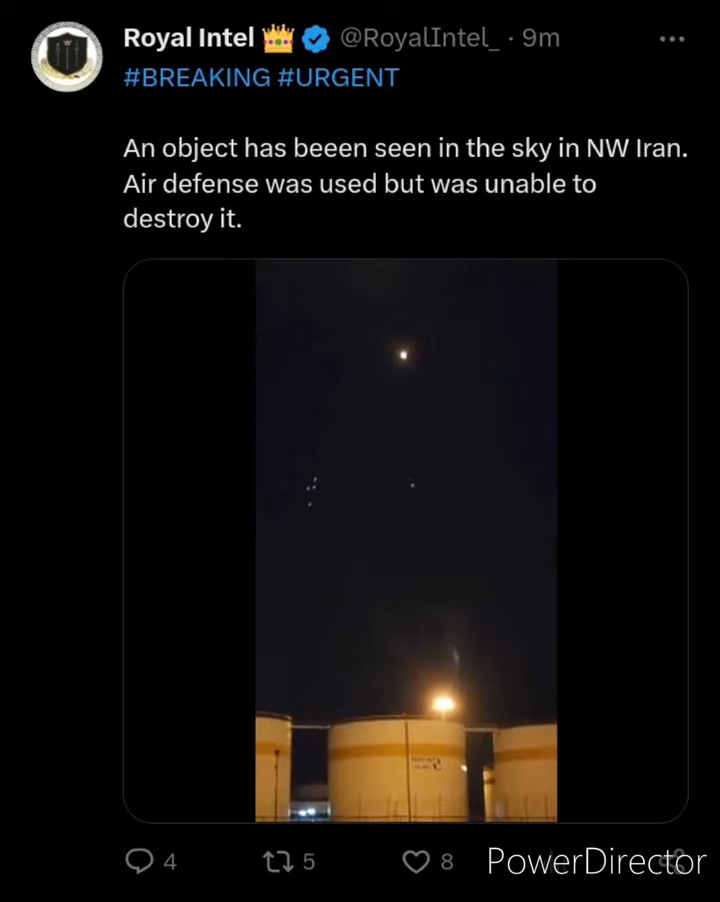 Royal Intel 👑 @RoyalIntel_ · 9m
#BREAKING #URGENT
An object has beeen seen in the sky in NW Iran.
Air defense was used but was unable to
destroy it.
3
4 5 8 PowerDirector